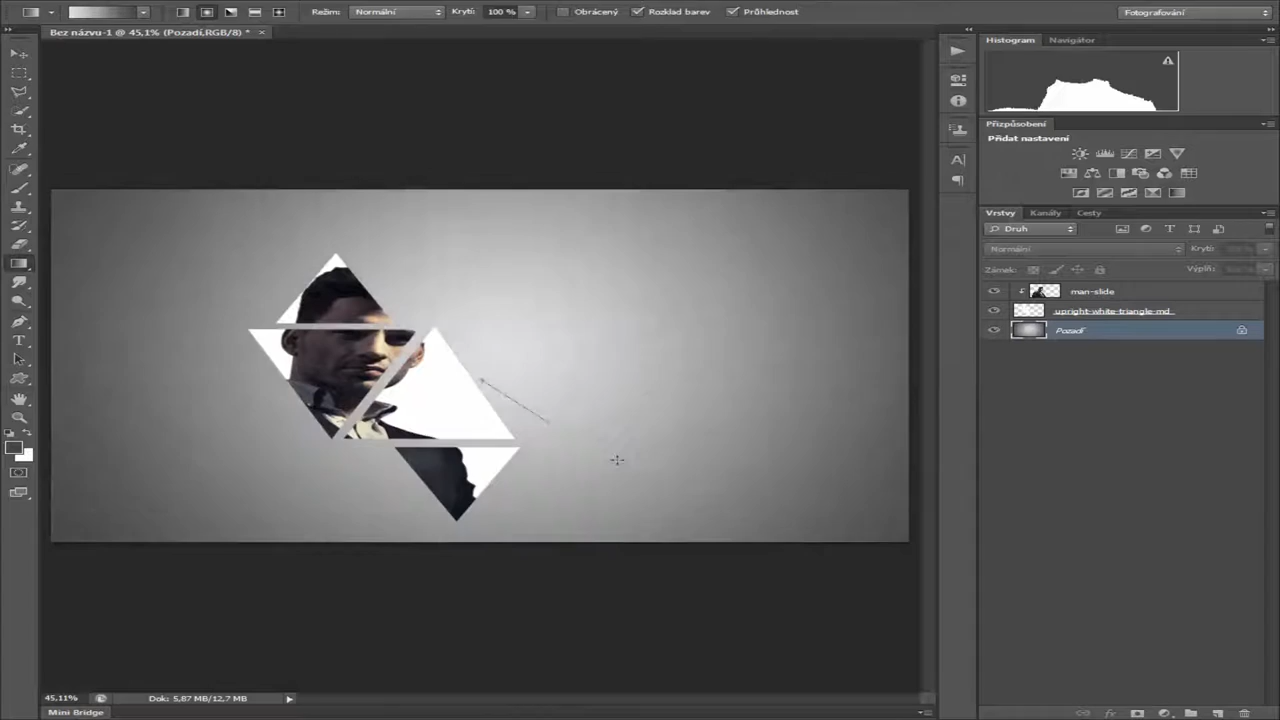 Režim: Normální Krytí: 100 % Obrácený Rozklad barev Průhlednost Fotografování
Bez názvu-1 @ 45,1% (Pozadí,RGB/8) * ×
Histogram Navigátor
Přizpůsobení
Přidat nastavení
Vrstvy Kanály Cesty
Druh
Normální Krytí:
Zámek: Výplň:
man-slide
upright-white-triangle-md
Pozadí
45,11% Dok: 5,87 MB/12,7 MB
Mini Bridge